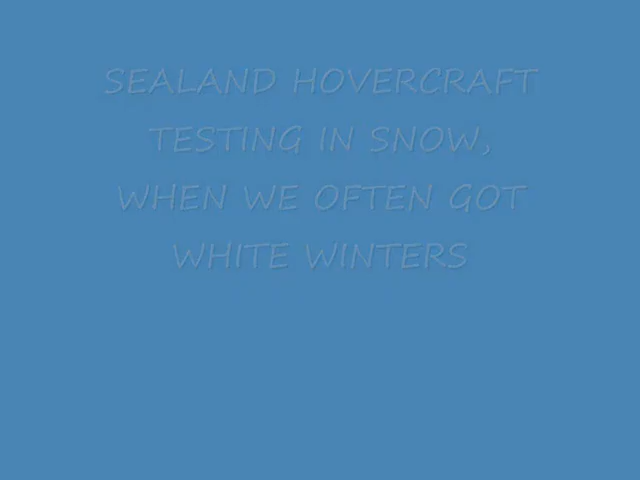 SEALAND HOVERCRAFT
TESTING IN SNOW,
WHEN WE OFTEN GOT
WHITE WINTERS